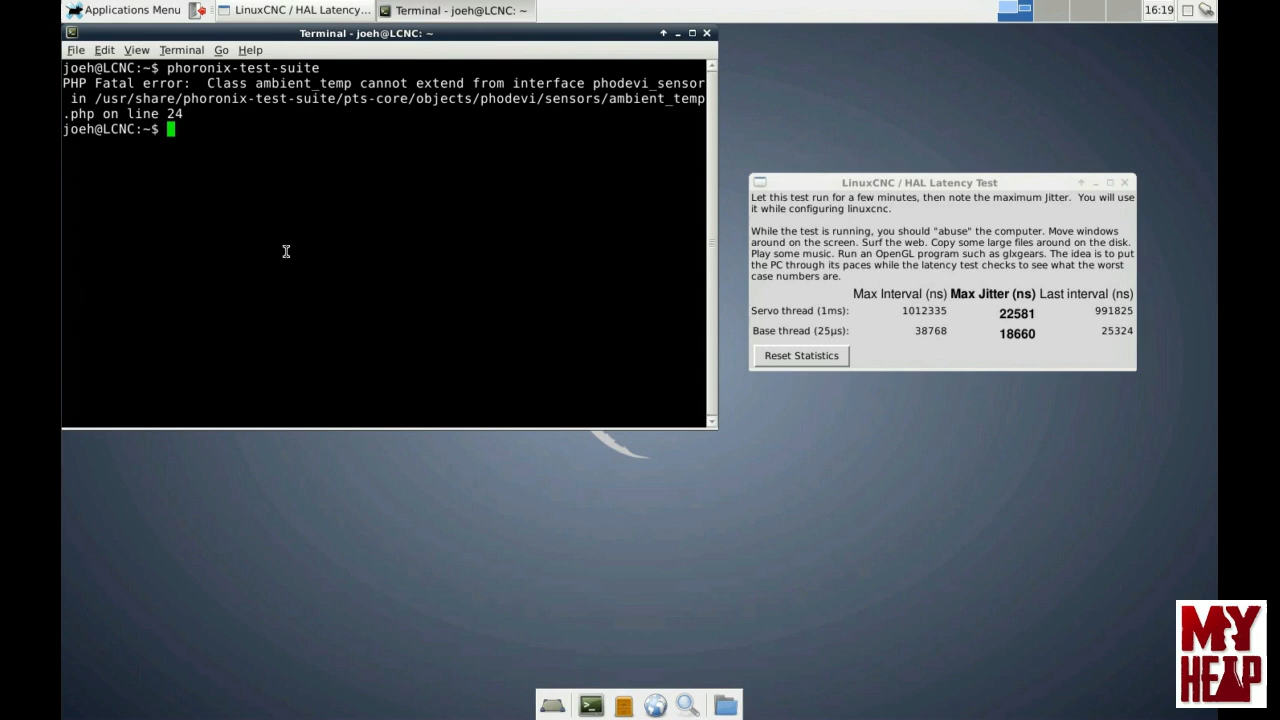 Applications Menu
LinuxCNC / HAL Latency...
Terminal - joeh@LCNC: ~
16:19
Terminal - joeh@LCNC: ~
File Edit View Terminal Go Help
joeh@LCNC:~$ phoronix-test-suite
PHP Fatal error:  Class ambient_temp cannot extend from interface phodevi_sensor
 in /usr/share/phoronix-test-suite/pts-core/objects/phodevi/sensors/ambient_temp
.php on line 24
joeh@LCNC:~$
LinuxCNC / HAL Latency Test
Let this test run for a few minutes, then note the maximum Jitter.  You will use
it while configuring linuxcnc.
While the test is running, you should "abuse" the computer. Move windows
around on the screen. Surf the web. Copy some large files around on the disk.
Play some music. Run an OpenGL program such as glxgears. The idea is to put
the PC through its paces while the latency test checks to see what the worst
case numbers are.
Max Interval (ns) Max Jitter (ns) Last interval (ns)
Servo thread (1ms): 1012335 22581 991825
Base thread (25µs): 38768 18660 25324
Reset Statistics
MY
HELP